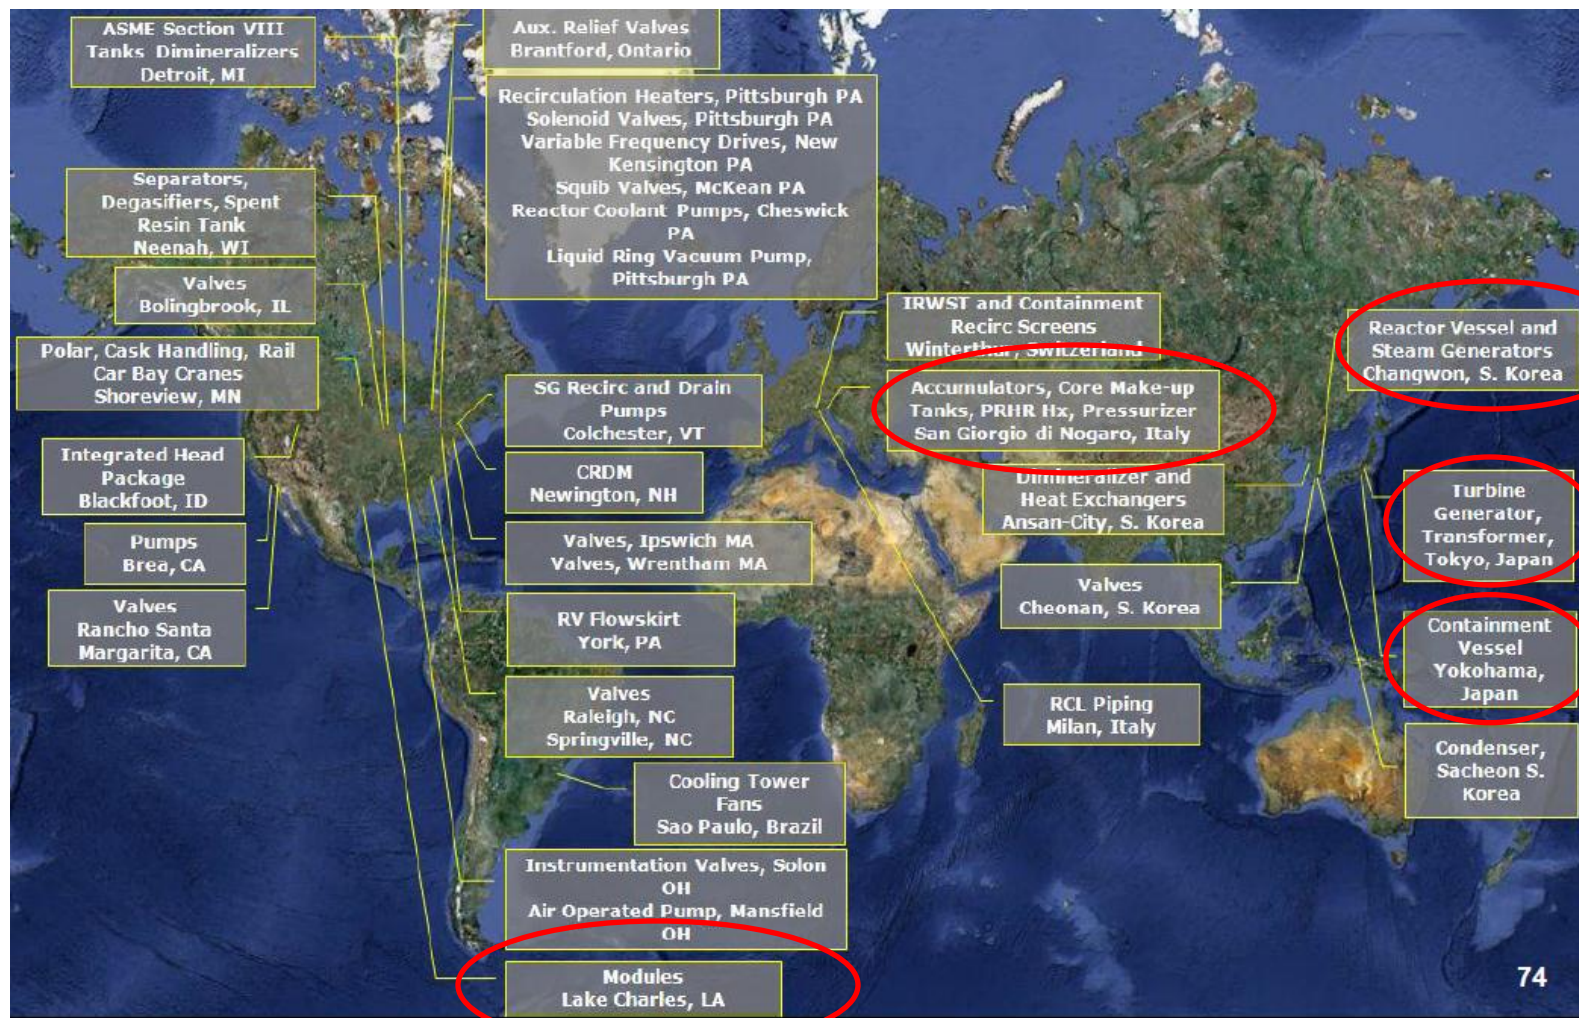 ASME Section VIII
Tanks Dimineralizers
Detroit, MI
Aux. Relief Valves
Brantford, Ontario
Recirculation Heaters, Pittsburgh PA
Solenoid Valves, Pittsburgh PA
Variable Frequency Drives, New
Kensington PA
Squib Valves, McKean PA
Reactor Coolant Pumps, Cheswick
PA
Liquid Ring Vacuum Pump,
Pittsburgh PA
Separators,
Degasifiers, Spent
Resin Tank
Neenah, WI
Valves
Bolingbrook, IL
Polar, Cask Handling, Rail
Car Bay Cranes
Shoreview, MN
Integrated Head
Package
Blackfoot, ID
Pumps
Brea, CA
Valves
Rancho Santa
Margarita, CA
SG Recirc and Drain
Pumps
Colchester, VT
CRDM
Newington, NH
Valves, Ipswich MA
Valves, Wrentham MA
RV Flowskirt
York, PA
Valves
Raleigh, NC
Springville, NC
Cooling Tower
Fans
Sao Paulo, Brazil
Instrumentation Valves, Solon
OH
Air Operated Pump, Mansfield
OH
Modules
Lake Charles, LA
IRWST and Containment
Recirc Screens
Winterthur, Switzerland
Accumulators, Core Make-up
Tanks, PRHR Hx, Pressurizer
San Giorgio di Nogaro, Italy
Dimineralizer and
Heat Exchangers
Ansan-City, S. Korea
Valves
Cheonan, S. Korea
RCL Piping
Milan, Italy
Reactor Vessel and
Steam Generators
Changwon, S. Korea
Turbine
Generator,
Transformer,
Tokyo, Japan
Containment
Vessel
Yokohama,
Japan
Condenser,
Sacheon S.
Korea
74